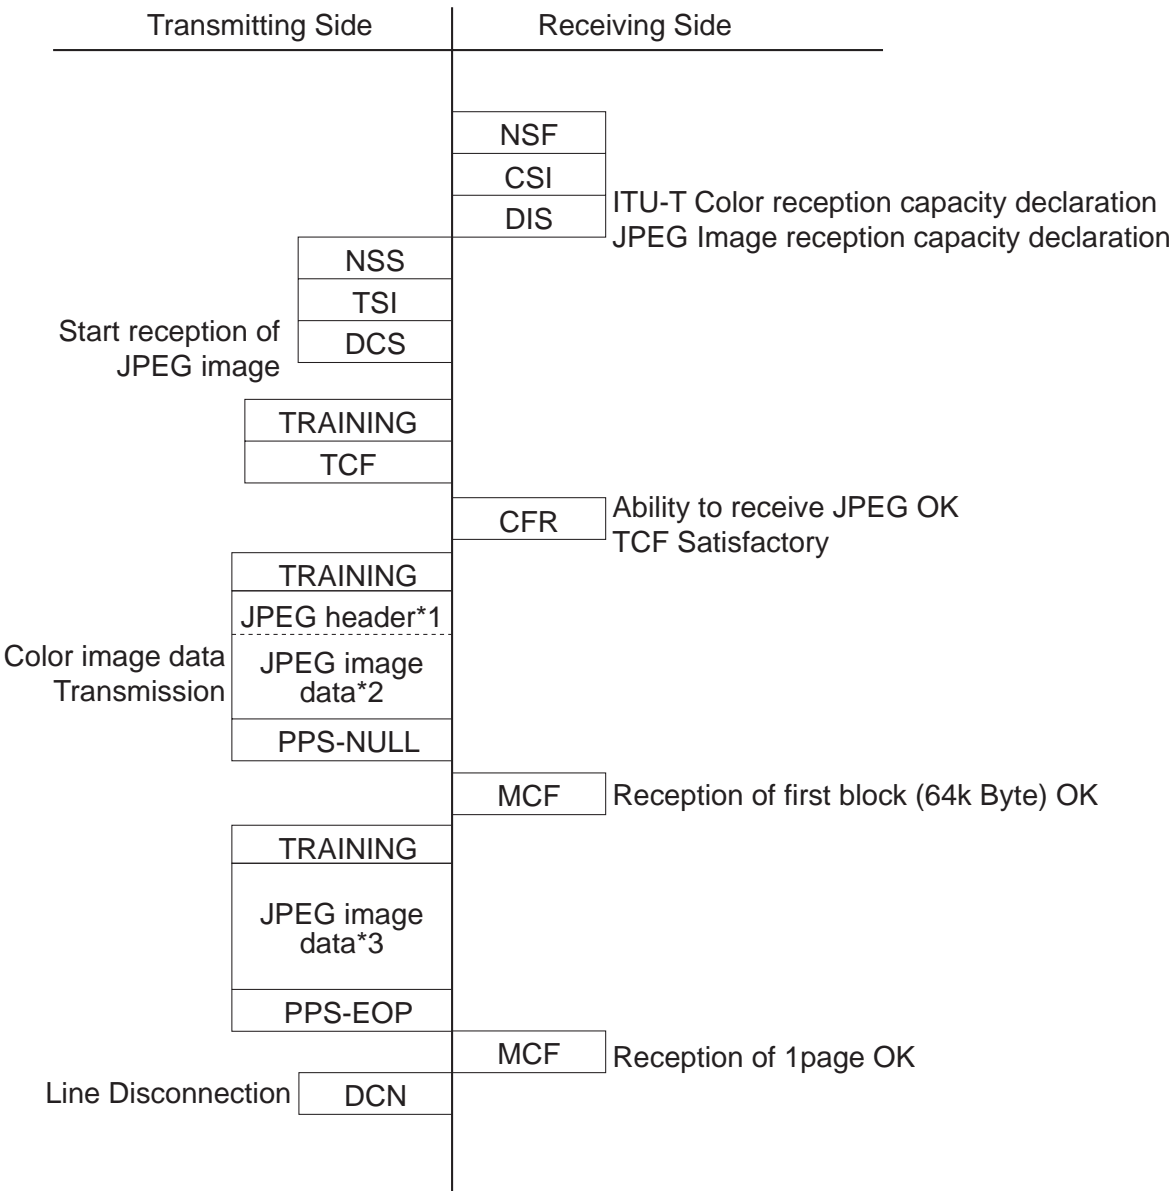 Transmitting Side
Receiving Side
NSF
CSI
DIS
ITU-T Color reception capacity declaration
JPEG Image reception capacity declaration
NSS
TSI
DCS
Start reception of
JPEG image
TRAINING
TCF
CFR
Ability to receive JPEG OK
TCF Satisfactory
TRAINING
JPEG header*1
Color image data
Transmission
JPEG image
data*2
PPS-NULL
MCF
Reception of first block (64k Byte) OK
TRAINING
JPEG image
data*3
PPS-EOP
MCF
Reception of 1page OK
Line Disconnection
DCN